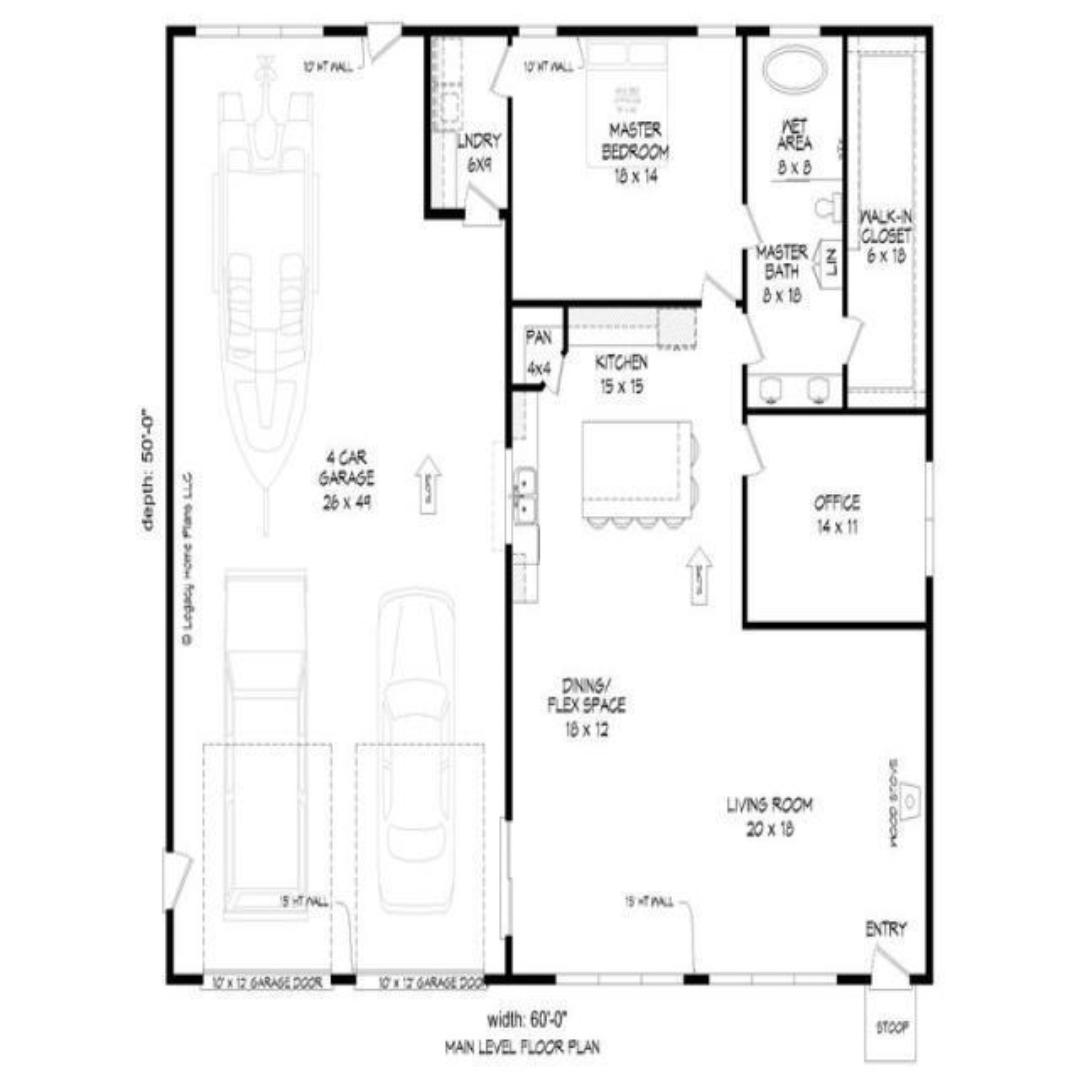 10' HT WALL
10' HT WALL
LNDRY
6X9
MASTER
BEDROOM
18 x 14
WET
AREA
8 x 8
WALK-IN
CLOSET
6 x 18
MASTER
BATH
8 x 18
LIN
PAN
4x4
KITCHEN
15 x 15
4 CAR
GARAGE
26 x 49
SLOPE
OFFICE
14 x 11
SLOPE
depth: 50'-0"
© Legacy Home Plans LLC
DINING/
FLEX SPACE
18 x 12
LIVING ROOM
20 x 18
WOOD STOVE
15' HT WALL
15' HT WALL
ENTRY
10' x 12' GARAGE DOOR
10' x 12' GARAGE DOOR
STOOP
width: 60'-0"
MAIN LEVEL FLOOR PLAN